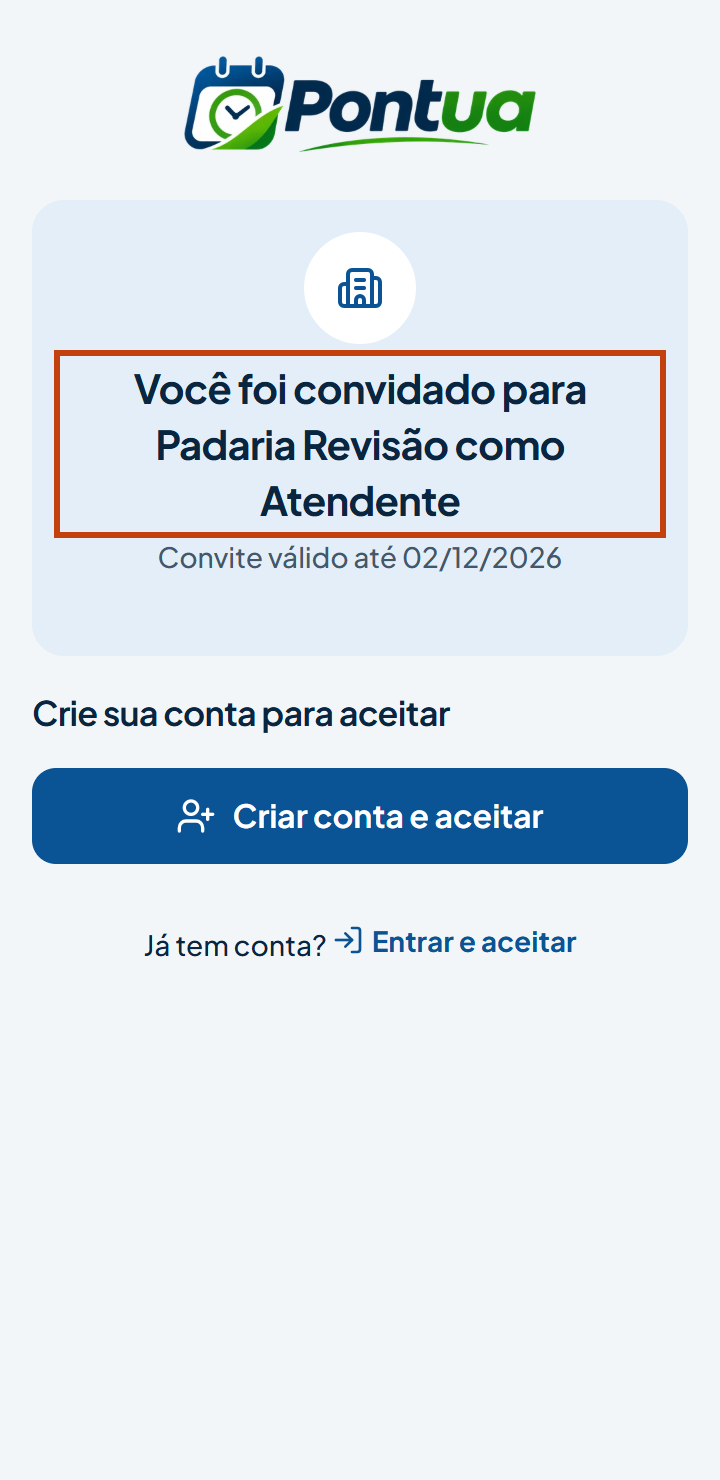 Pontua
Você foi convidado para
Padaria Revisão como
Atendente
Convite válido até 02/12/2026
Crie sua conta para aceitar
Criar conta e aceitar
Já tem conta? Entrar e aceitar